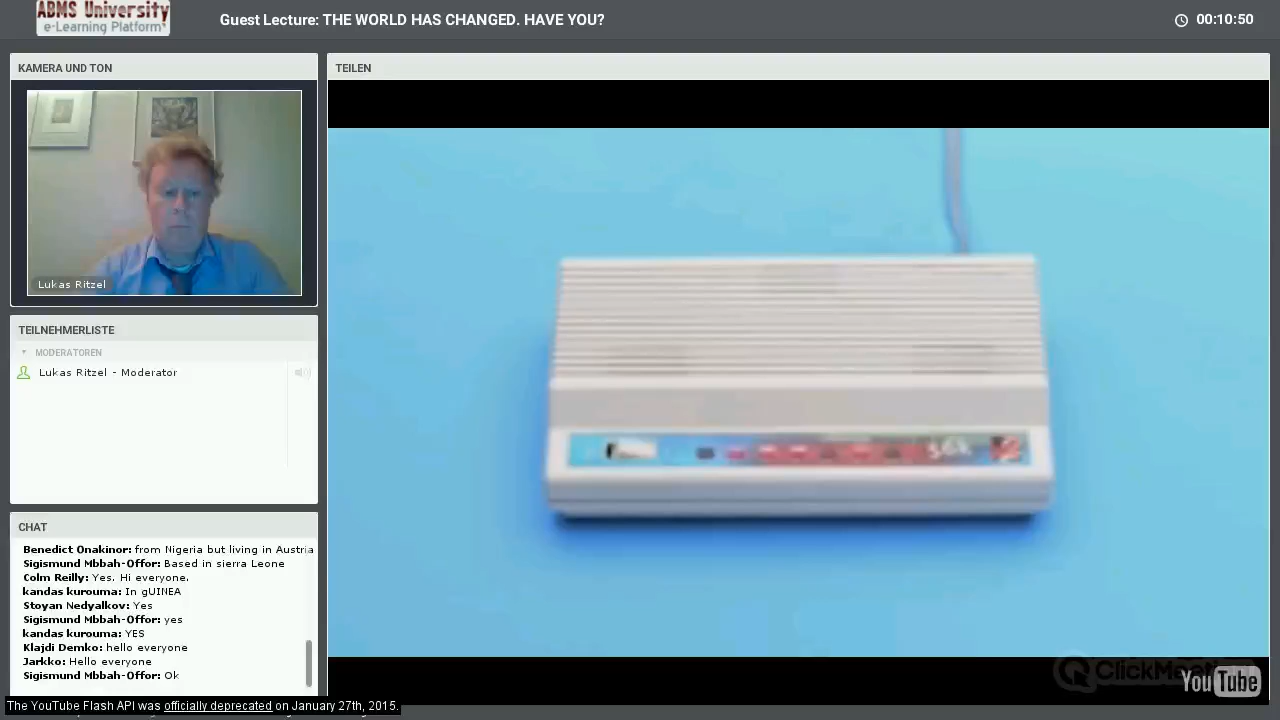 ABMS University
e-Learning Platform
Guest Lecture: THE WORLD HAS CHANGED. HAVE YOU?
00:10:50
KAMERA UND TON
Lukas Ritzel
TEILNEHMERLISTE
MODERATOREN
Lukas Ritzel - Moderator
CHAT
Benedict Onakinor: from Nigeria but living in Austria
Sigismund Mbbah-Offor: Based in sierra Leone
Colm Reilly: Yes. Hi everyone.
kandas kurouma: In gUINEA
Stoyan Nedyalkov: Yes
Sigismund Mbbah-Offor: yes
kandas kurouma: YES
Klajdi Demko: hello everyone
Jarkko: Hello everyone
Sigismund Mbbah-Offor: Ok
The YouTube Flash API was officially deprecated on January 27th, 2015.
TEILEN
ClickMeeting
YouTube